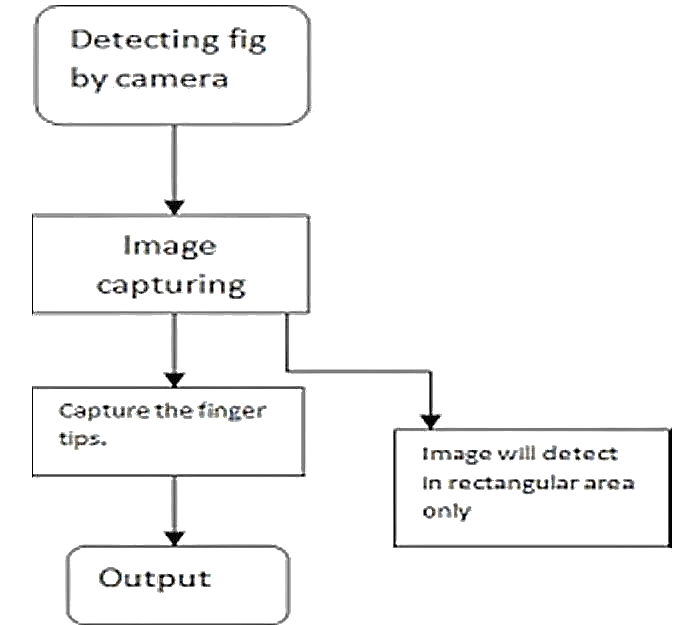 Detecting fig
by camera
Image
capturing
Capture the finger
tips.
Image will detect
in rectangular area
only
Output